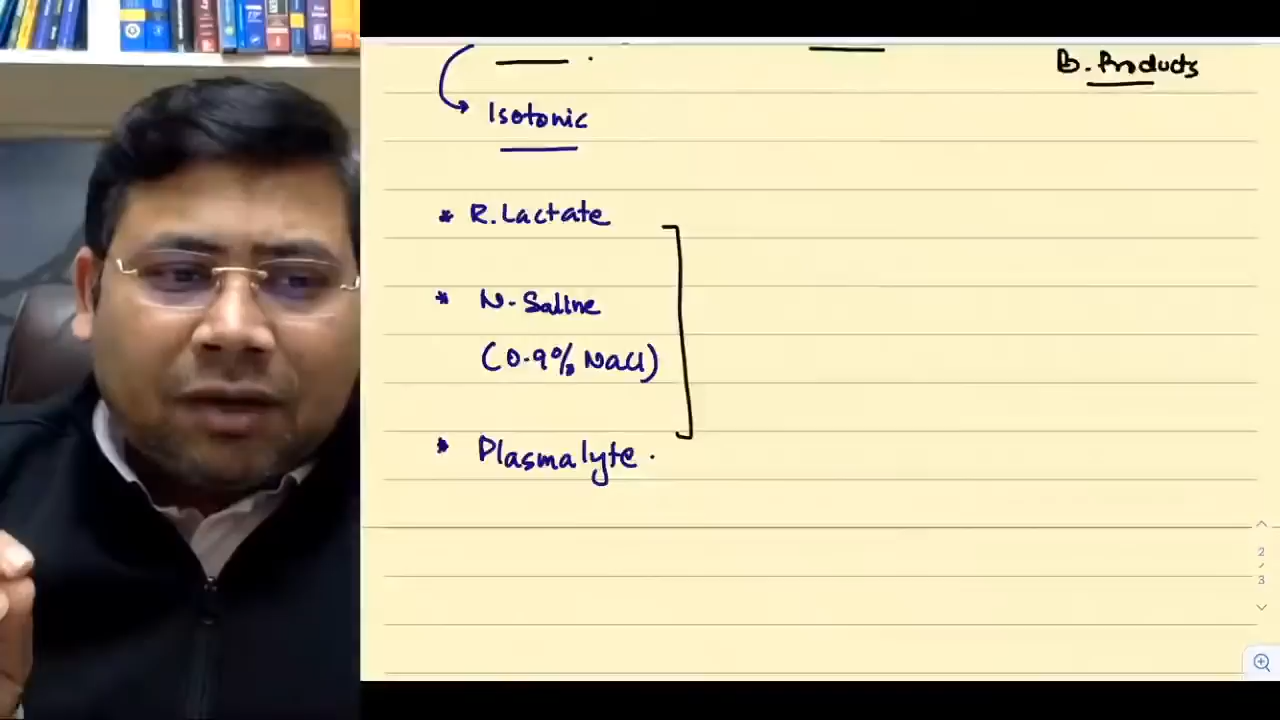 B. Products
Isotonic
* R. Lactate
* N. Saline
(0.9% NaCl)
* Plasmalyte.
2
/
3